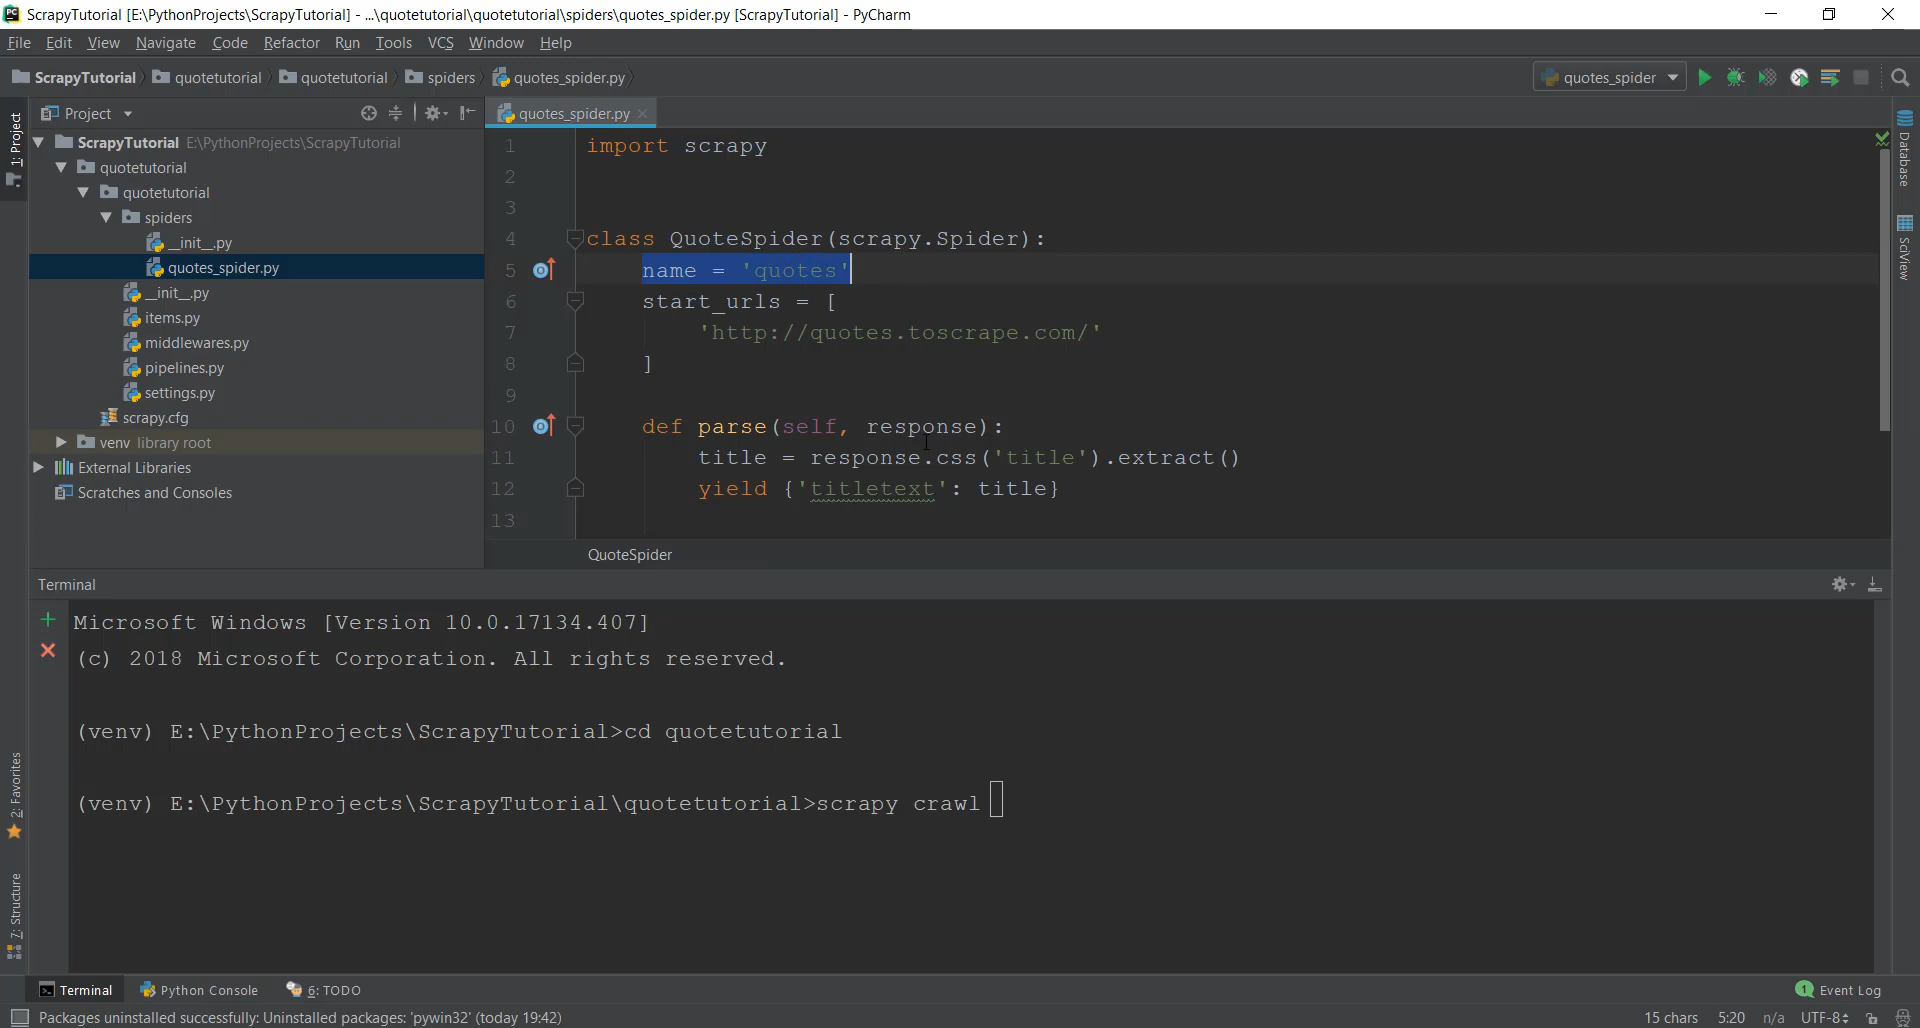 ScrapyTutorial [E:\PythonProjects\ScrapyTutorial] - ...\quotetutorial\quotetutorial\spiders\quotes_spider.py [ScrapyTutorial] - PyCharm
File Edit View Navigate Code Refactor Run Tools VCS Window Help
ScrapyTutorial quotetutorial quotetutorial spiders quotes_spider.py quotes_spider
Project quotes_spider.py
1: Project
ScrapyTutorial E:\PythonProjects\ScrapyTutorial
quotetutorial
quotetutorial
spiders
__init__.py
quotes_spider.py
__init__.py
items.py
middlewares.py
pipelines.py
settings.py
scrapy.cfg
venv library root
External Libraries
Scratches and Consoles
1 import scrapy
2
3
4 class QuoteSpider(scrapy.Spider):
5 name = 'quotes'
6 start_urls = [
7 'http://quotes.toscrape.com/'
8 ]
9
10 def parse(self, response):
11 title = response.css('title').extract()
12 yield {'titletext': title}
13
QuoteSpider
Database
SciView
Terminal
Microsoft Windows [Version 10.0.17134.407]
(c) 2018 Microsoft Corporation. All rights reserved.
(venv) E:\PythonProjects\ScrapyTutorial>cd quotetutorial
(venv) E:\PythonProjects\ScrapyTutorial\quotetutorial>scrapy crawl
2: Favorites
7: Structure
Terminal Python Console 6: TODO 1 Event Log
Packages uninstalled successfully: Uninstalled packages: 'pywin32' (today 19:42) 15 chars 5:20 n/a UTF-8